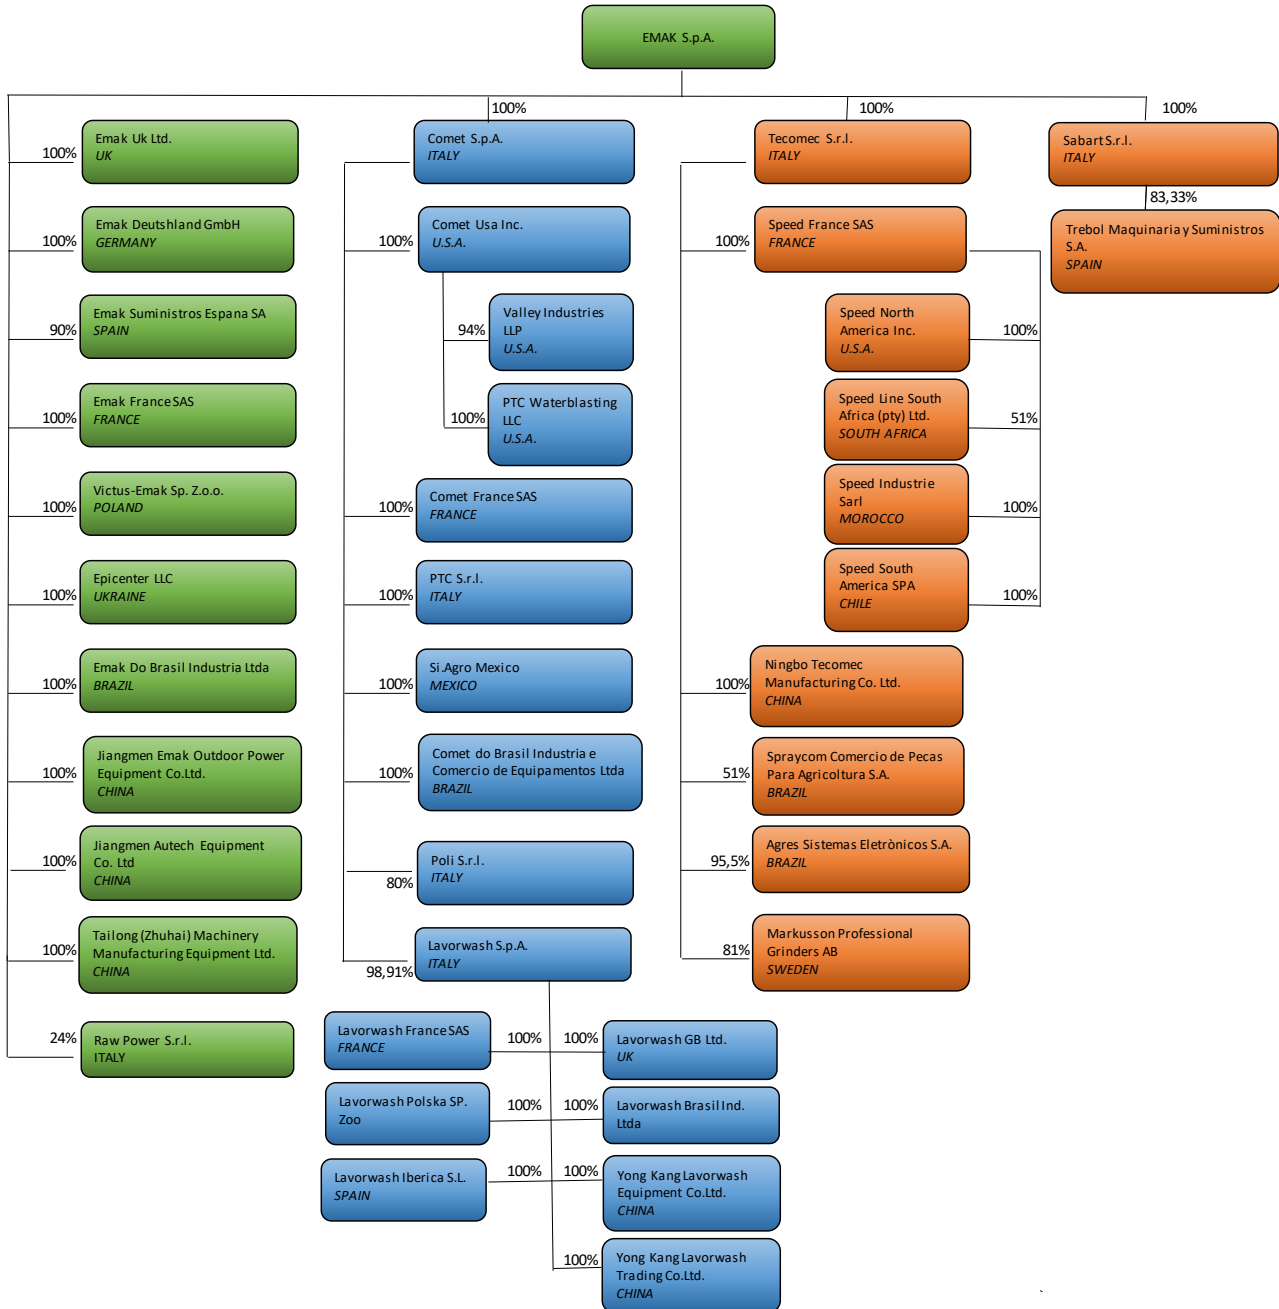 EMAK S.p.A.
100%
100%
100%
100%
Emak Uk Ltd.
UK
100%
Emak Deutshland GmbH
GERMANY
90%
Emak Suministros Espana SA
SPAIN
100%
Emak France SAS
FRANCE
100%
Victus-Emak Sp. Z.o.o.
POLAND
100%
Epicenter LLC
UKRAINE
100%
Emak Do Brasil Industria Ltda
BRAZIL
100%
Jiangmen Emak Outdoor Power
Equipment Co.Ltd.
CHINA
100%
Jiangmen Autech Equipment
Co. Ltd
CHINA
100%
Tailong (Zhuhai) Machinery
Manufacturing Equipment Ltd.
CHINA
24%
Raw Power S.r.l.
ITALY
Comet S.p.A.
ITALY
100%
Comet Usa Inc.
U.S.A.
94%
Valley Industries
LLP
U.S.A.
100%
PTC Waterblasting
LLC
U.S.A.
100%
Comet France SAS
FRANCE
100%
PTC S.r.l.
ITALY
100%
Si.Agro Mexico
MEXICO
100%
Comet do Brasil Industria e
Comercio de Equipamentos Ltda
BRAZIL
80%
Poli S.r.l.
ITALY
98,91%
Lavorwash S.p.A.
ITALY
Lavorwash France SAS
FRANCE
100%
100%
Lavorwash GB Ltd.
UK
Lavorwash Polska SP.
Zoo
100%
100%
Lavorwash Brasil Ind.
Ltda
Lavorwash Iberica S.L.
SPAIN
100%
100%
Yong Kang Lavorwash
Equipment Co.Ltd.
CHINA
100%
Yong Kang Lavorwash
Trading Co.Ltd.
CHINA
Tecomec S.r.l.
ITALY
100%
Speed France SAS
FRANCE
Speed North
America Inc.
U.S.A.
100%
Speed Line South
Africa (pty) Ltd.
SOUTH AFRICA
51%
Speed Industrie
Sarl
MOROCCO
100%
Speed South
America SPA
CHILE
100%
100%
Ningbo Tecomec
Manufacturing Co. Ltd.
CHINA
51%
Spraycom Comercio de Pecas
Para Agricoltura S.A.
BRAZIL
95,5%
Agres Sistemas Eletrònicos S.A.
BRAZIL
81%
Markusson Professional
Grinders AB
SWEDEN
Sabart S.r.l.
ITALY
83,33%
Trebol Maquinaria y Suministros
S.A.
SPAIN